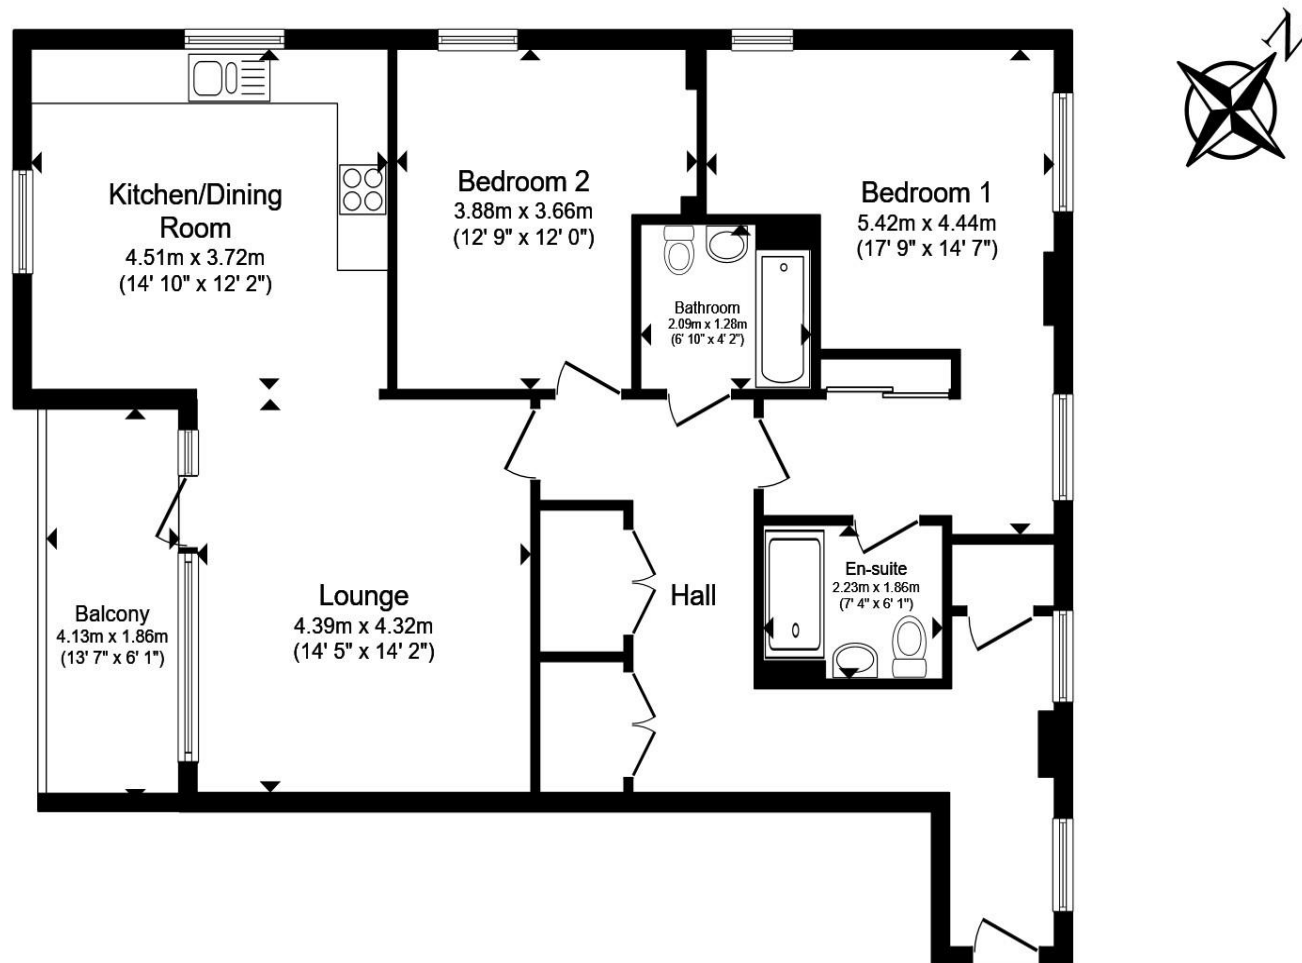 N
Kitchen/Dining
Room
4.51m x 3.72m
(14' 10" x 12' 2")
Bedroom 2
3.88m x 3.66m
(12' 9" x 12' 0")
Bedroom 1
5.42m x 4.44m
(17' 9" x 14' 7")
Bathroom
2.09m x 1.28m
(6' 10" x 4' 2")
Balcony
4.13m x 1.86m
(13' 7" x 6' 1")
Lounge
4.39m x 4.32m
(14' 5" x 14' 2")
Hall
En-suite
2.23m x 1.86m
(7' 4" x 6' 1")